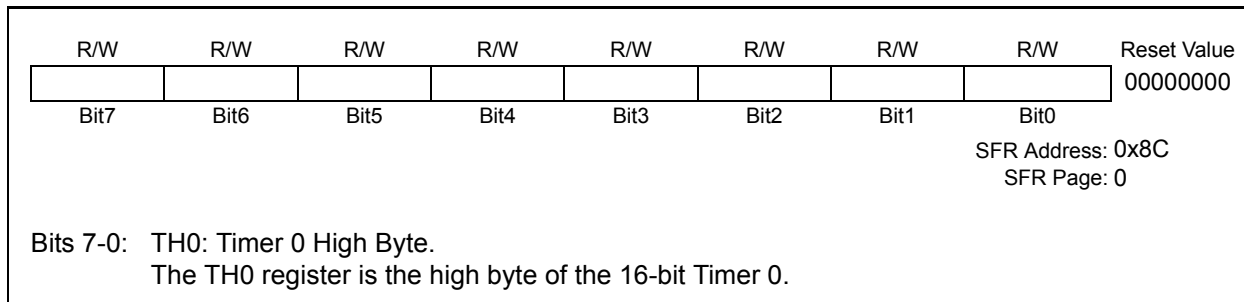 R/W R/W R/W R/W R/W R/W R/W R/W Reset Value
00000000
Bit7 Bit6 Bit5 Bit4 Bit3 Bit2 Bit1 Bit0
SFR Address: 0x8C
SFR Page: 0
Bits 7-0: TH0: Timer 0 High Byte.
The TH0 register is the high byte of the 16-bit Timer 0.